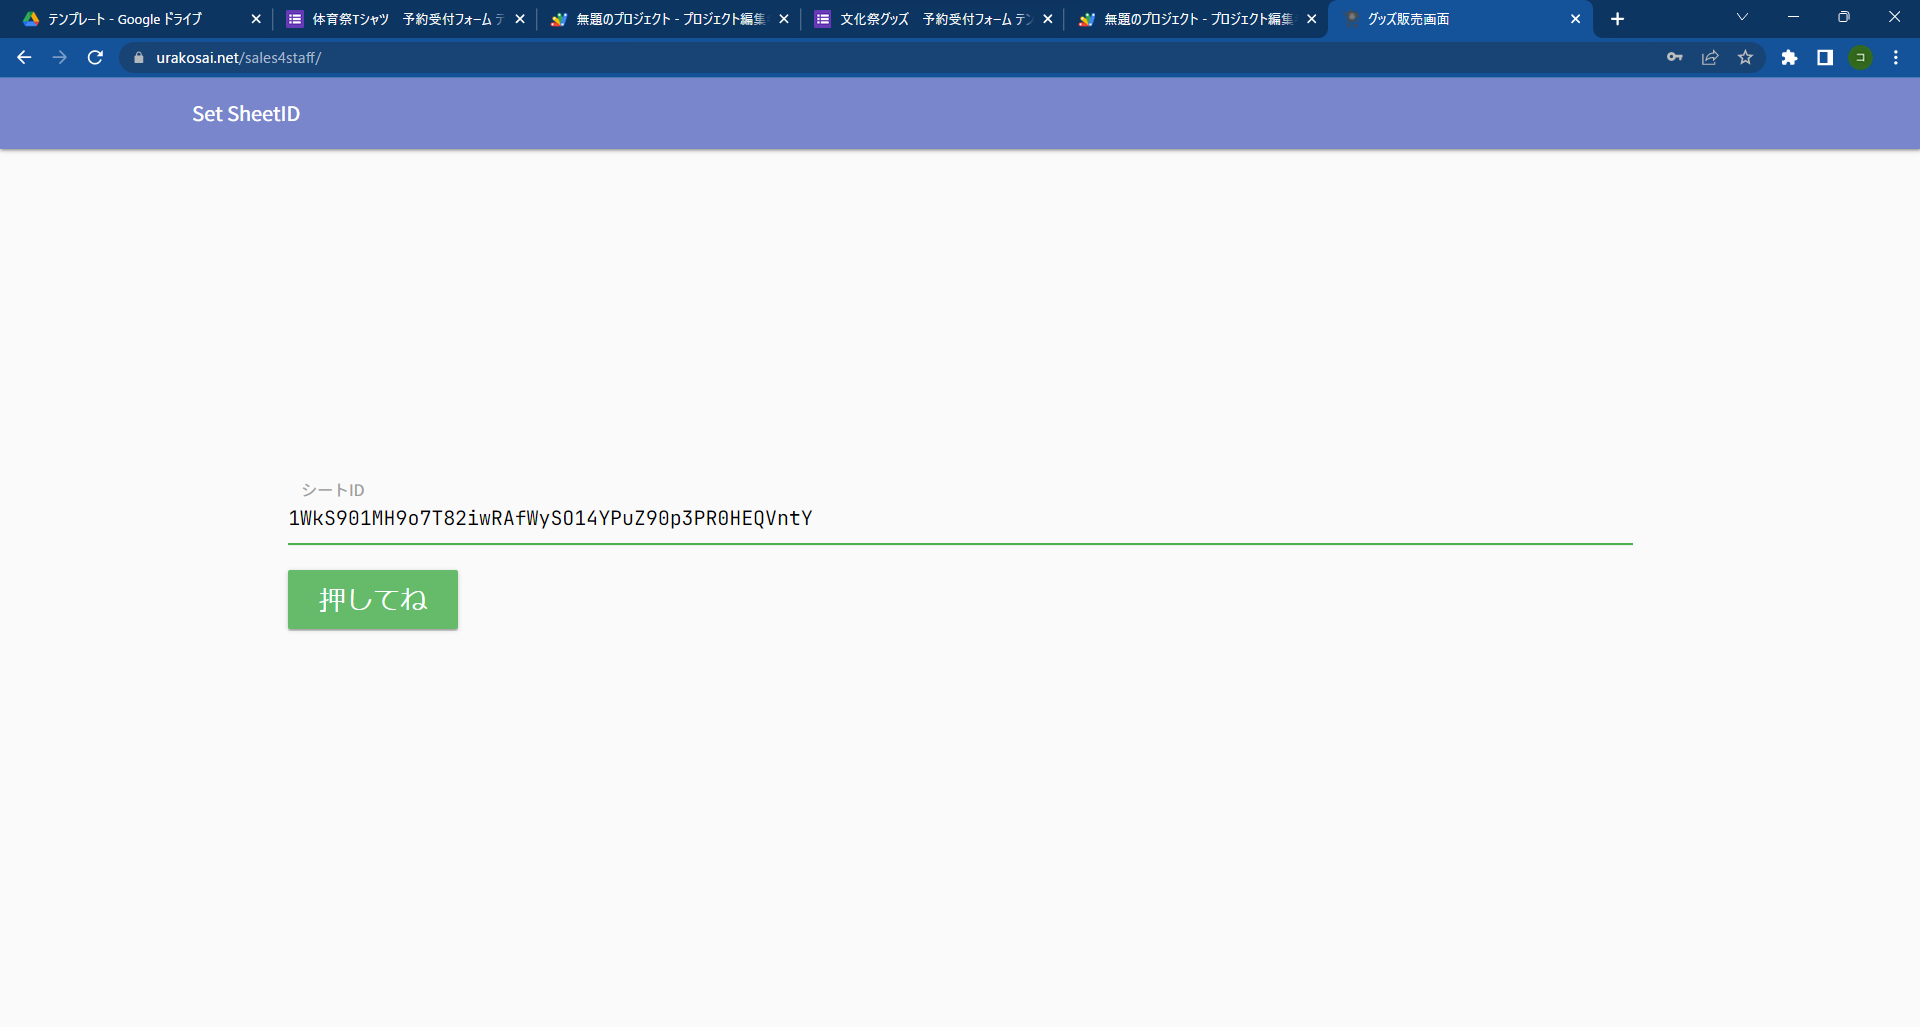 テンプレート - Google ドライブ
体育祭Tシャツ 予約受付フォーム テ
無題のプロジェクト - プロジェクト編集
文化祭グッズ 予約受付フォーム テン
無題のプロジェクト - プロジェクト編集
グッズ販売画面
urakosai.net/sales4staff/
コ
Set SheetID
シートID
1WkS901MH9o7T82iwRAfWySO14YPuZ90p3PR0HEQVntY
押してね